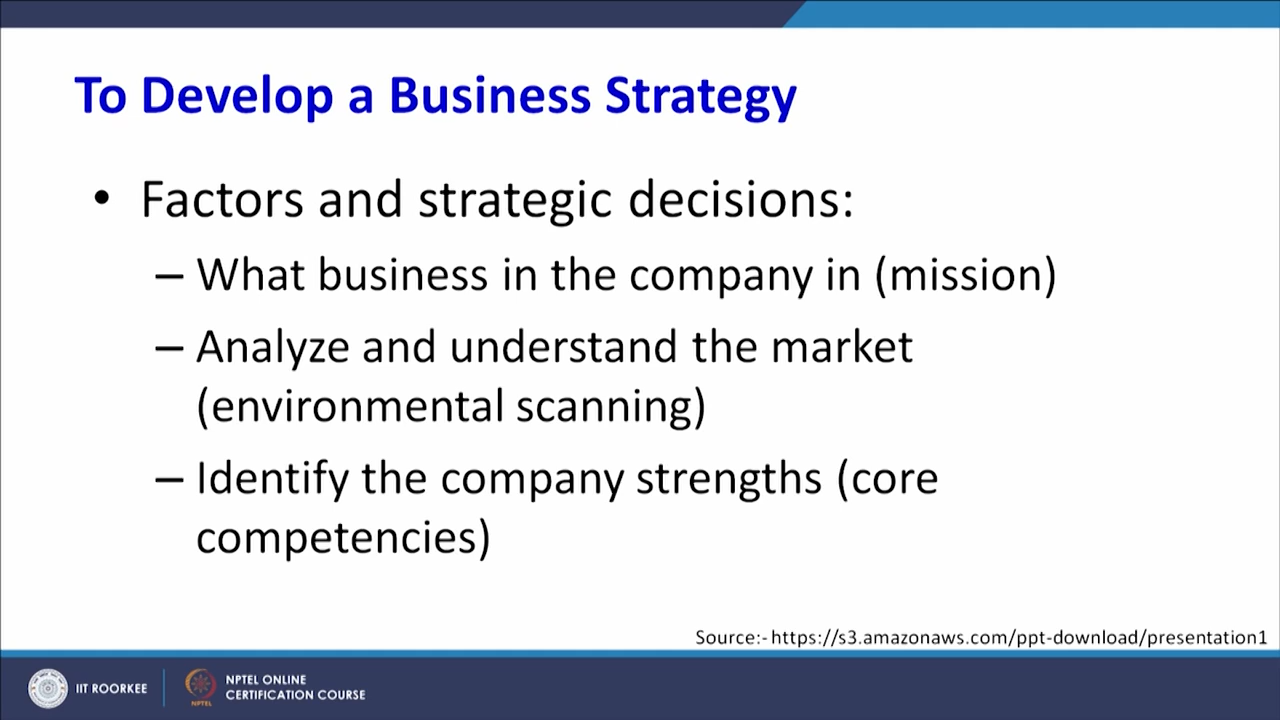 To Develop a Business Strategy
• Factors and strategic decisions:
– What business in the company in (mission)
– Analyze and understand the market
(environmental scanning)
– Identify the company strengths (core
competencies)
Source:- https://s3.amazonaws.com/ppt-download/presentation1
IIT ROORKEE
NPTEL
NPTEL ONLINE
CERTIFICATION COURSE